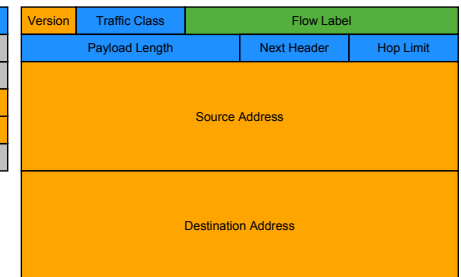 Version Traffic Class Flow Label
Payload Length Next Header Hop Limit
Source Address
Destination Address